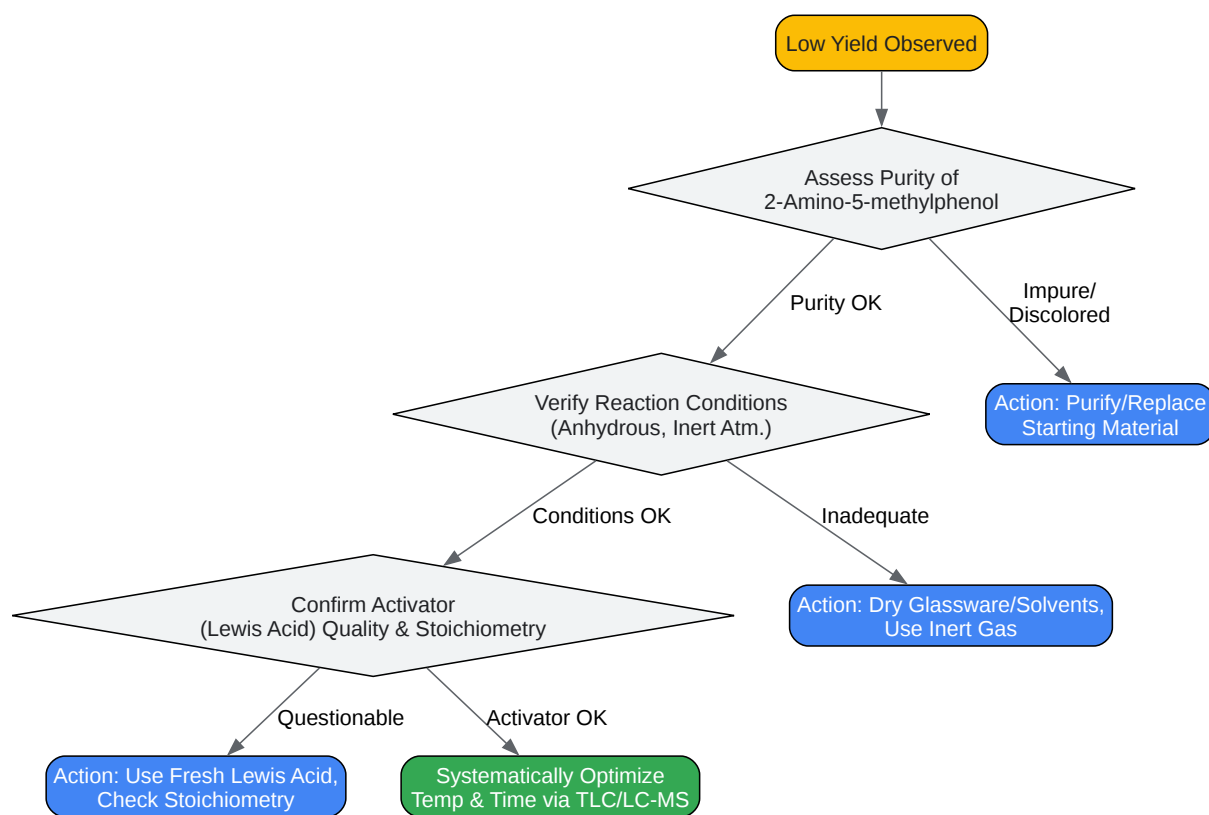 Low Yield Observed
Assess Purity of
2-Amino-5-methylphenol
Purity OK
Impure/
Discolored
Verify Reaction Conditions
(Anhydrous, Inert Atm.)
Action: Purify/Replace
Starting Material
Conditions OK
Inadequate
Confirm Activator
(Lewis Acid) Quality & Stoichiometry
Action: Dry Glassware/Solvents,
Use Inert Gas
Questionable
Activator OK
Action: Use Fresh Lewis Acid,
Check Stoichiometry
Systematically Optimize
Temp & Time via TLC/LC-MS